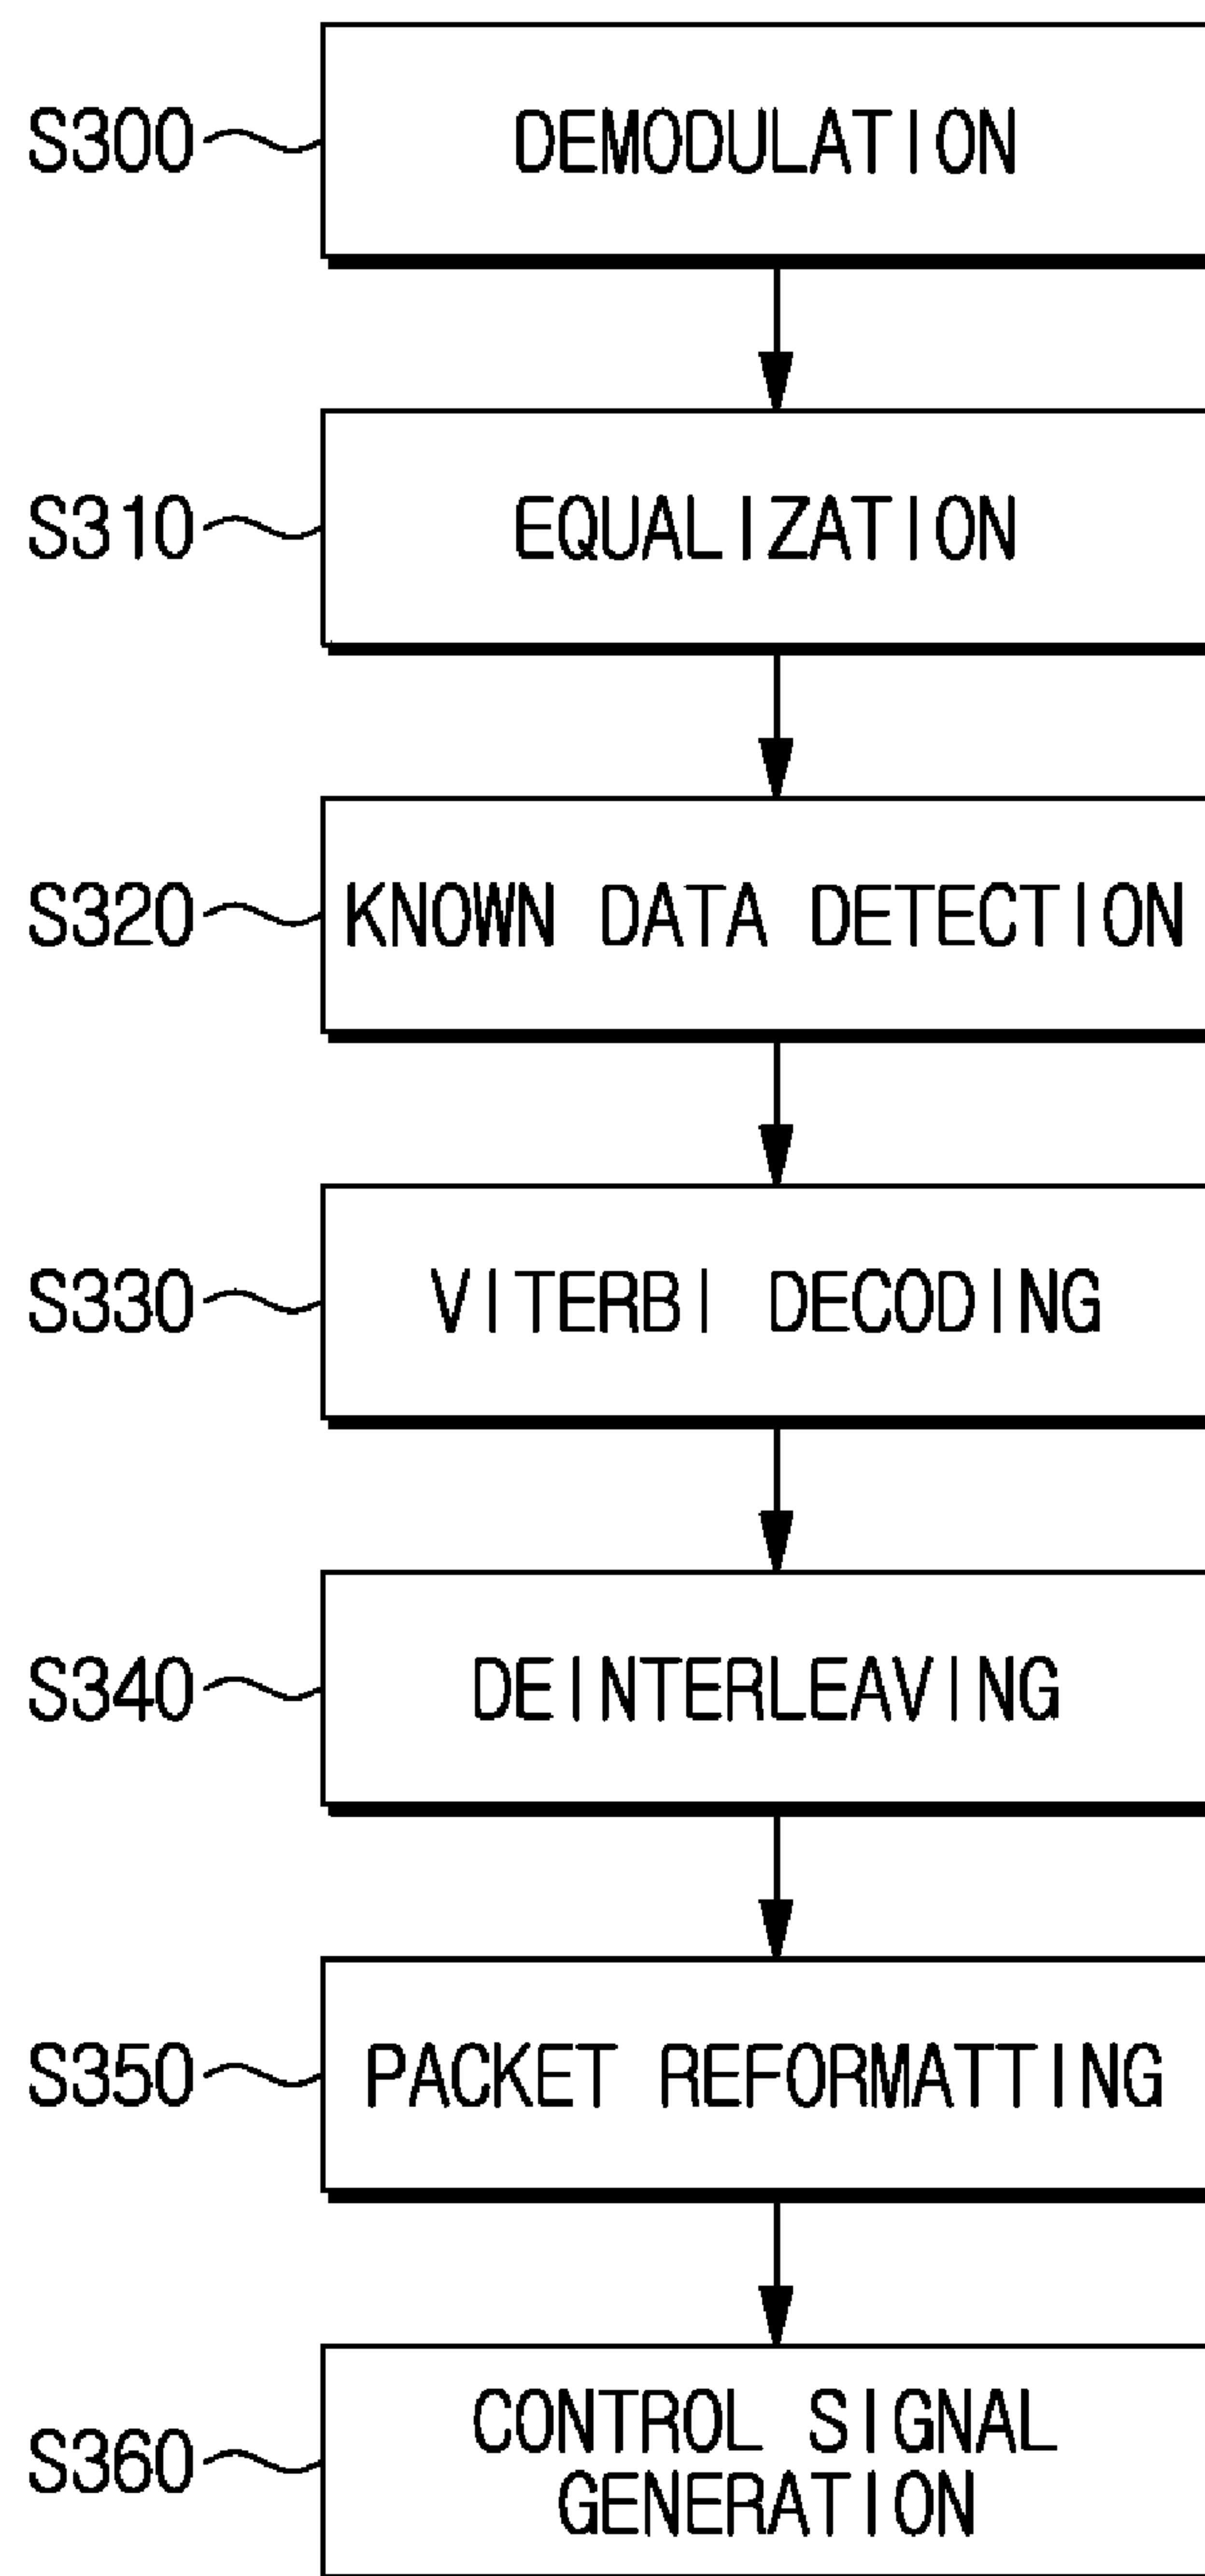 S300 DEMODULATION
S310 EQUALIZATION
S320 KNOWN DATA DETECTION
S330 VITERBI DECODING
S340 DEINTERLEAVING
S350 PACKET REFORMATTING
S360 CONTROL SIGNAL
GENERATION